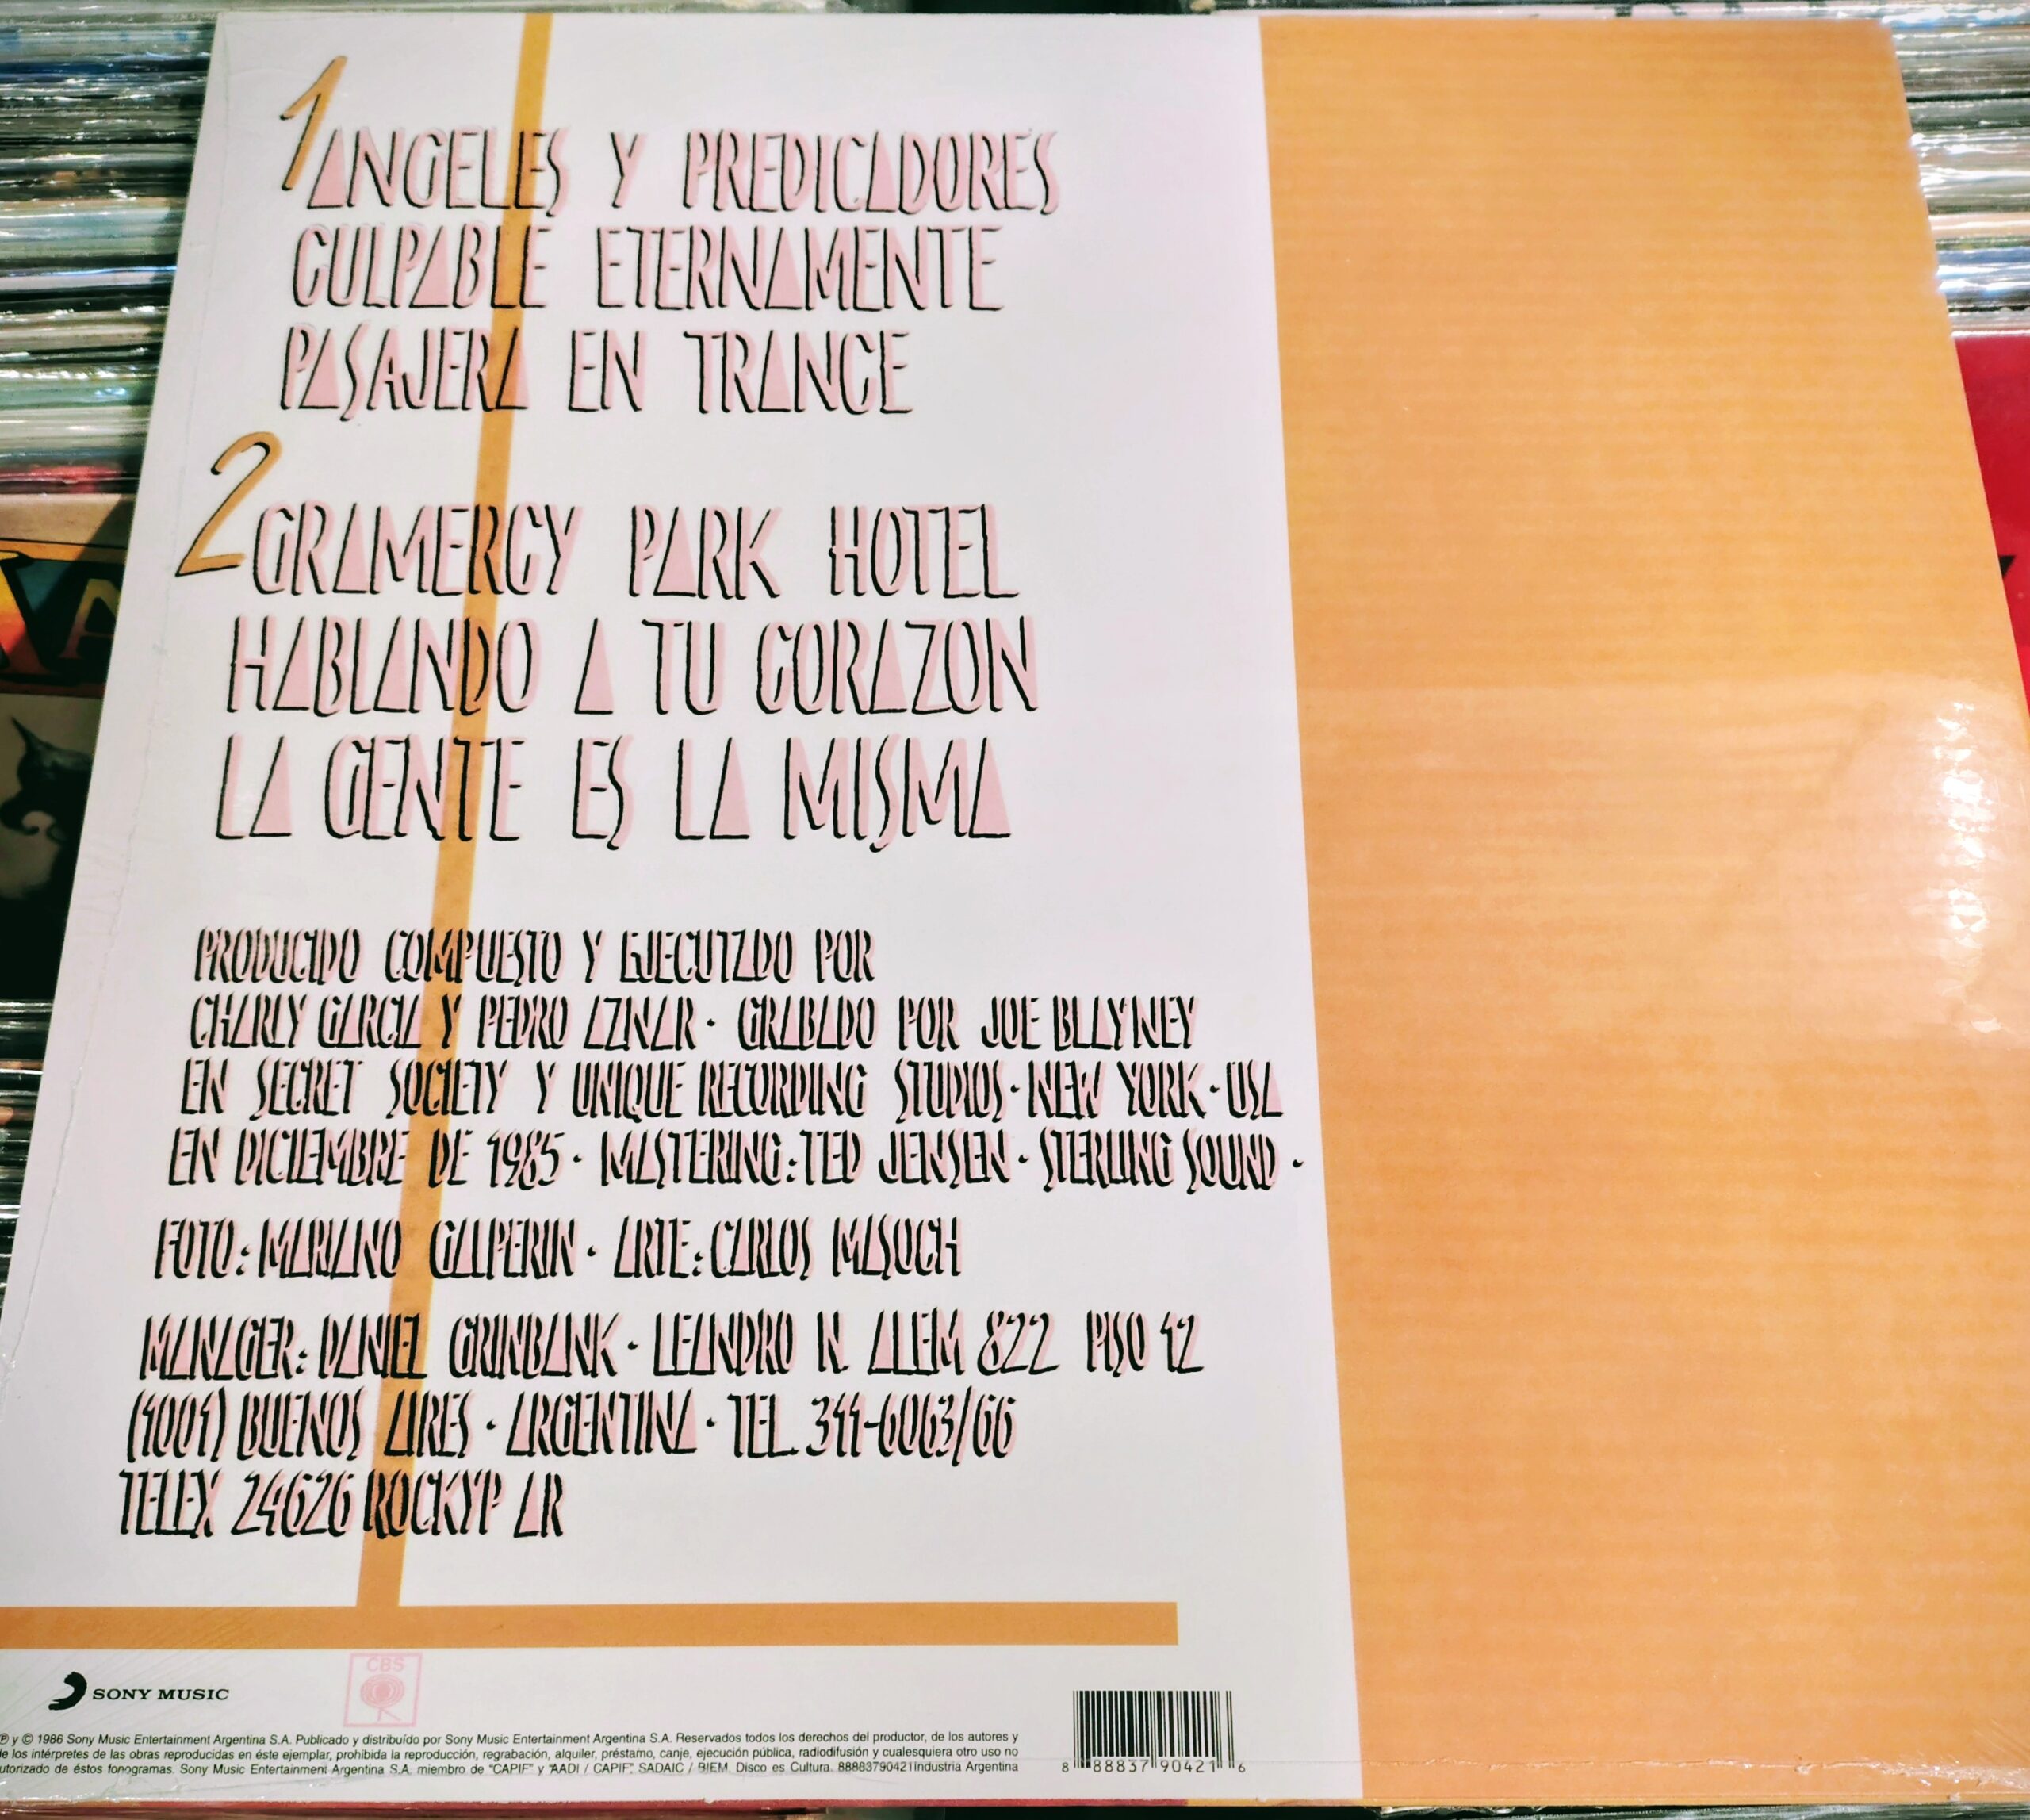 1 ANGELES Y PREDICADORES
CULPABLE ETERNAMENTE
PASAJERA EN TRANCE
2 GRAMERCY PARK HOTEL
HABLANDO A TU CORAZON
LA GENTE ES LA MISMA
PRODUCIDO COMPUESTO Y EJECUTADO POR
CHARLY GARCIA Y PEDRO AZNAR · GRABADO POR JOE BLAYNEY
EN SECRET SOCIETY Y UNIQUE RECORDING STUDIOS · NEW YORK · USA
EN DICIEMBRE DE 1985 · MASTERING: TED JENSEN · STERLING SOUND ·
FOTO: MARIANO GALPERIN · ARTE: CARLOS MASOCH
MANAGER: DANIEL GRINBANK · LEANDRO N. ALEM 822 PISO 12
(1001) BUENOS AIRES · ARGENTINA · TEL. 311-6063/66
TELEX 24626 ROCKYP AR
SONY MUSIC
CBS
℗ y © 1986 Sony Music Entertainment Argentina S.A. Publicado y distribuído por Sony Music Entertainment Argentina S.A. Reservados todos los derechos del productor, de los autores y
de los intérpretes de las obras reproducidas en éste ejemplar, prohibida la reproducción, regrabación, alquiler, préstamo, canje, ejecución pública, radiodifusión y cualesquiera otro uso no
utorizado de éstos fonogramas. Sony Music Entertainment Argentina S.A. miembro de "CAPIF" y "AADI / CAPIF", SADAIC / BIEM. Disco es Cultura. 88883790421 Industria Argentina
8 88837 90421 6